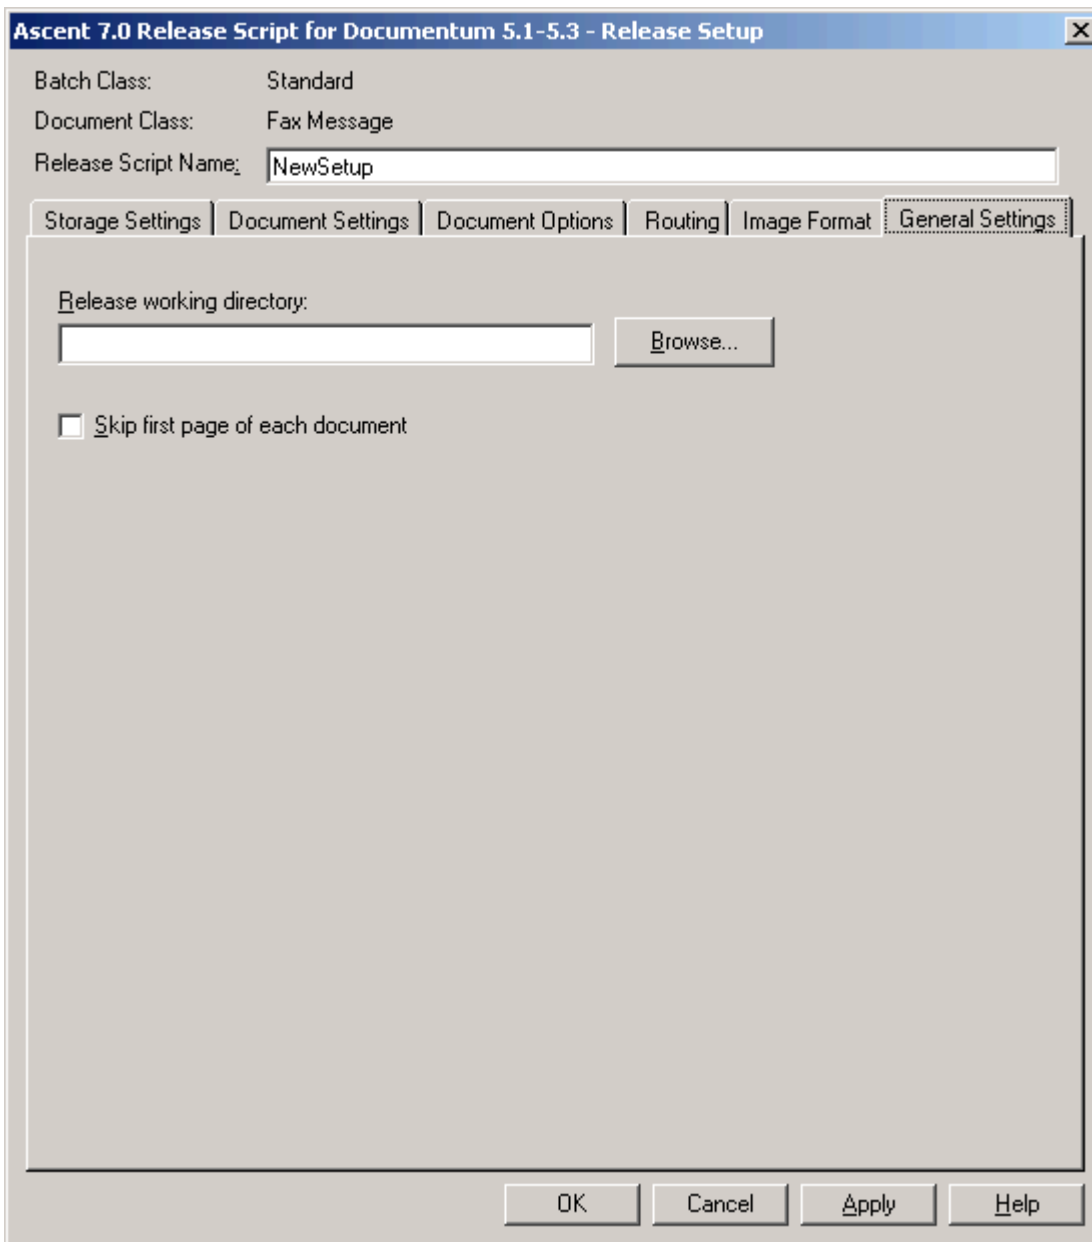 Ascent 7.0 Release Script for Documentum 5.1-5.3 - Release Setup
Batch Class: Standard
Document Class: Fax Message
Release Script Name: NewSetup
Storage Settings Document Settings Document Options Routing Image Format General Settings
Release working directory:
Browse...
Skip first page of each document
OK Cancel Apply Help